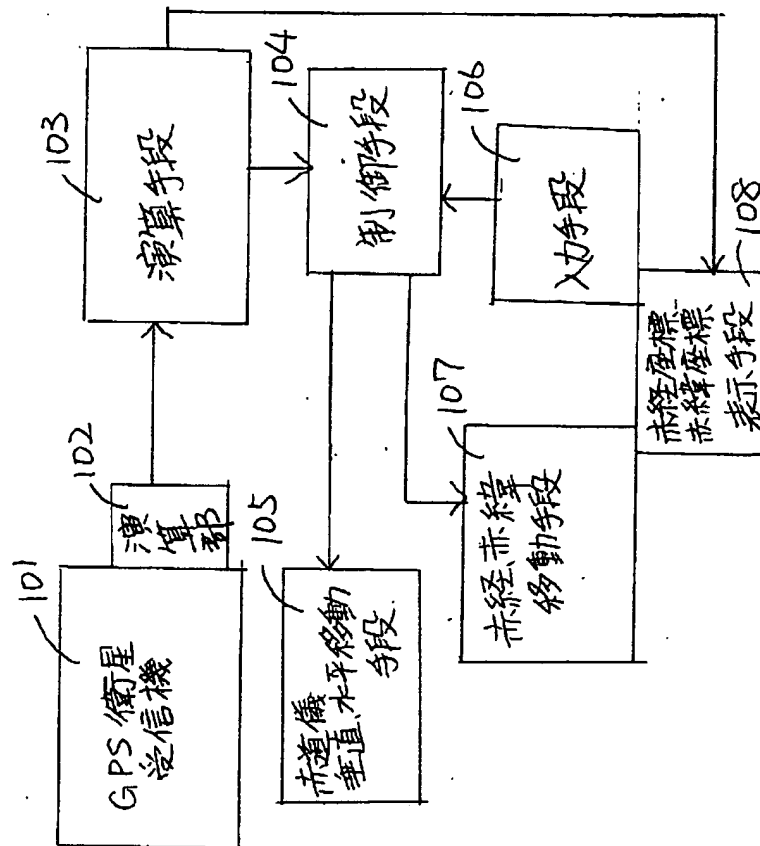 101
GPS衛星
受信機
102
演算部
103
演算手段
104
制御手段
105
赤道儀
垂直、水平移動
手段
106
入力手段
107
赤経、赤緯
移動手段
108
赤経座標
赤緯座標
表示手段